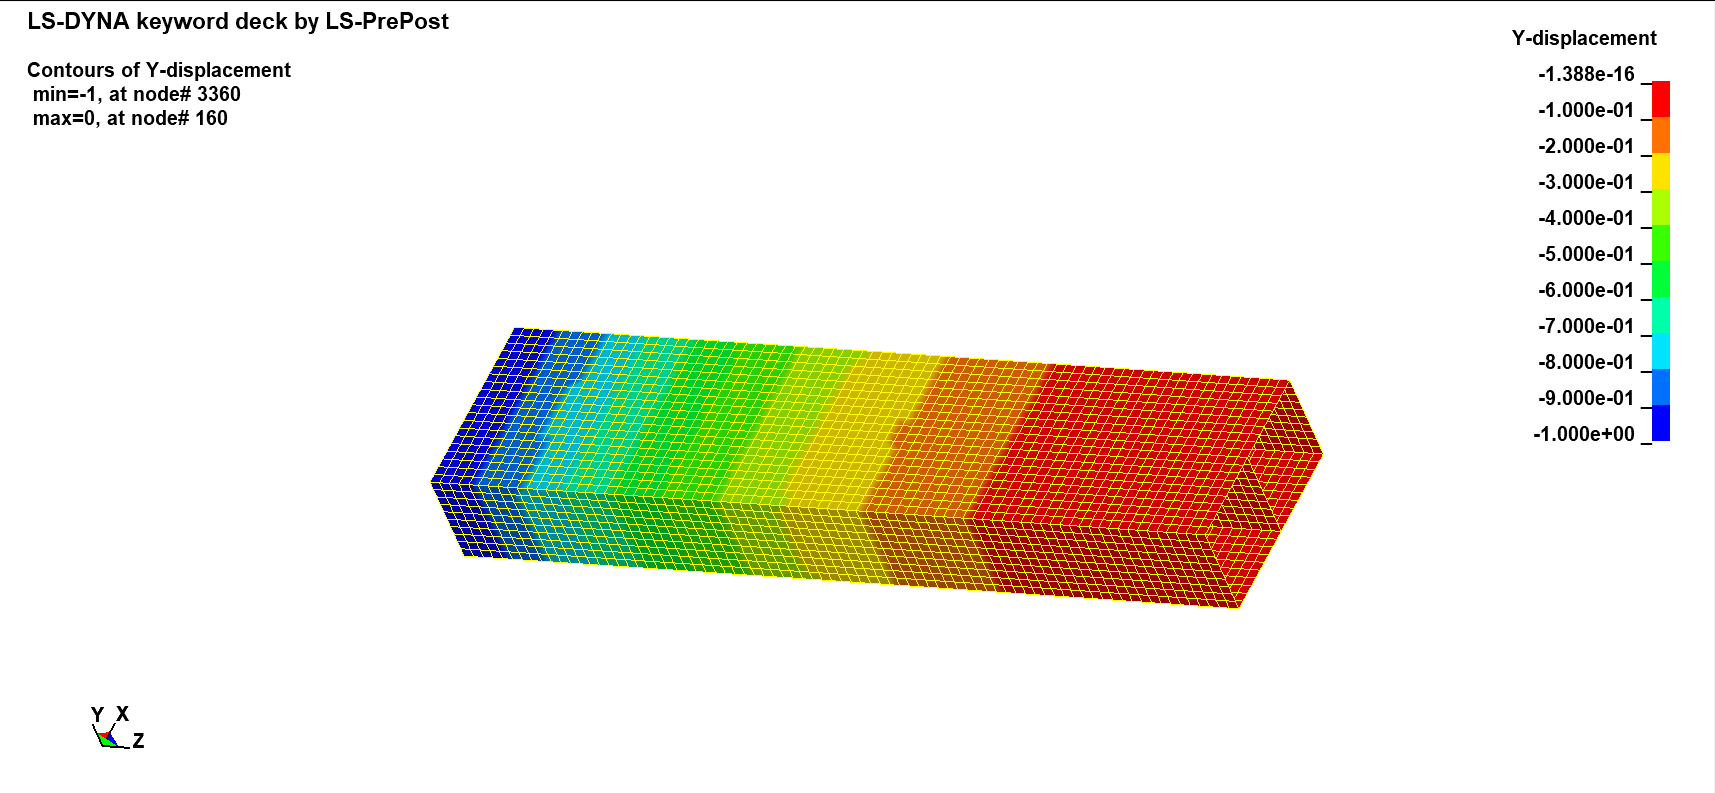 LS-DYNA keyword deck by LS-PrePost
Contours of Y-displacement
min=-1, at node# 3360
max=0, at node# 160
Y-displacement
-1.388e-16
-1.000e-01
-2.000e-01
-3.000e-01
-4.000e-01
-5.000e-01
-6.000e-01
-7.000e-01
-8.000e-01
-9.000e-01
-1.000e+00
Y X
Z